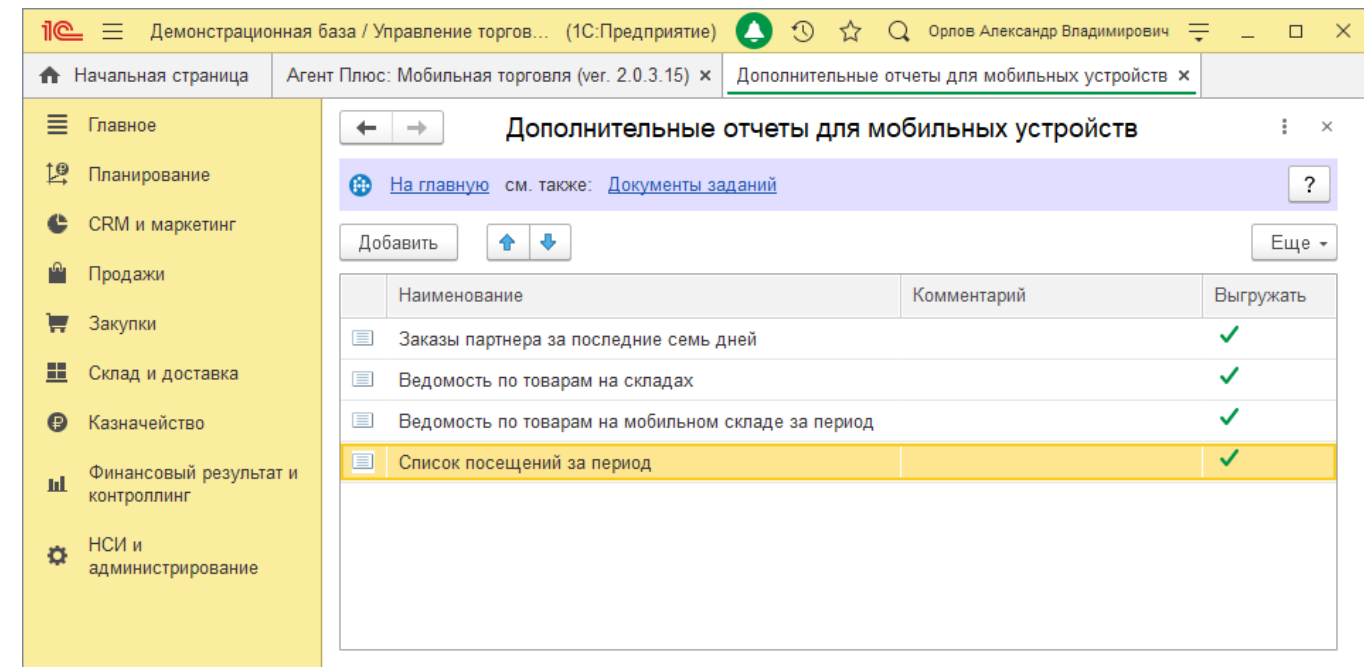 1С Демонстрационная база / Управление торгов... (1С:Предприятие) Орлов Александр Владимирович
Начальная страница Агент Плюс: Мобильная торговля (ver. 2.0.3.15) × Дополнительные отчеты для мобильных устройств ×
Главное
Планирование
CRM и маркетинг
Продажи
Закупки
Склад и доставка
Казначейство
Финансовый результат и
контроллинг
НСИ и
администрирование
Дополнительные отчеты для мобильных устройств
На главную см. также: Документы заданий ?
Добавить Еще
Наименование Комментарий Выгружать
Заказы партнера за последние семь дней
Ведомость по товарам на складах
Ведомость по товарам на мобильном складе за период
Список посещений за период